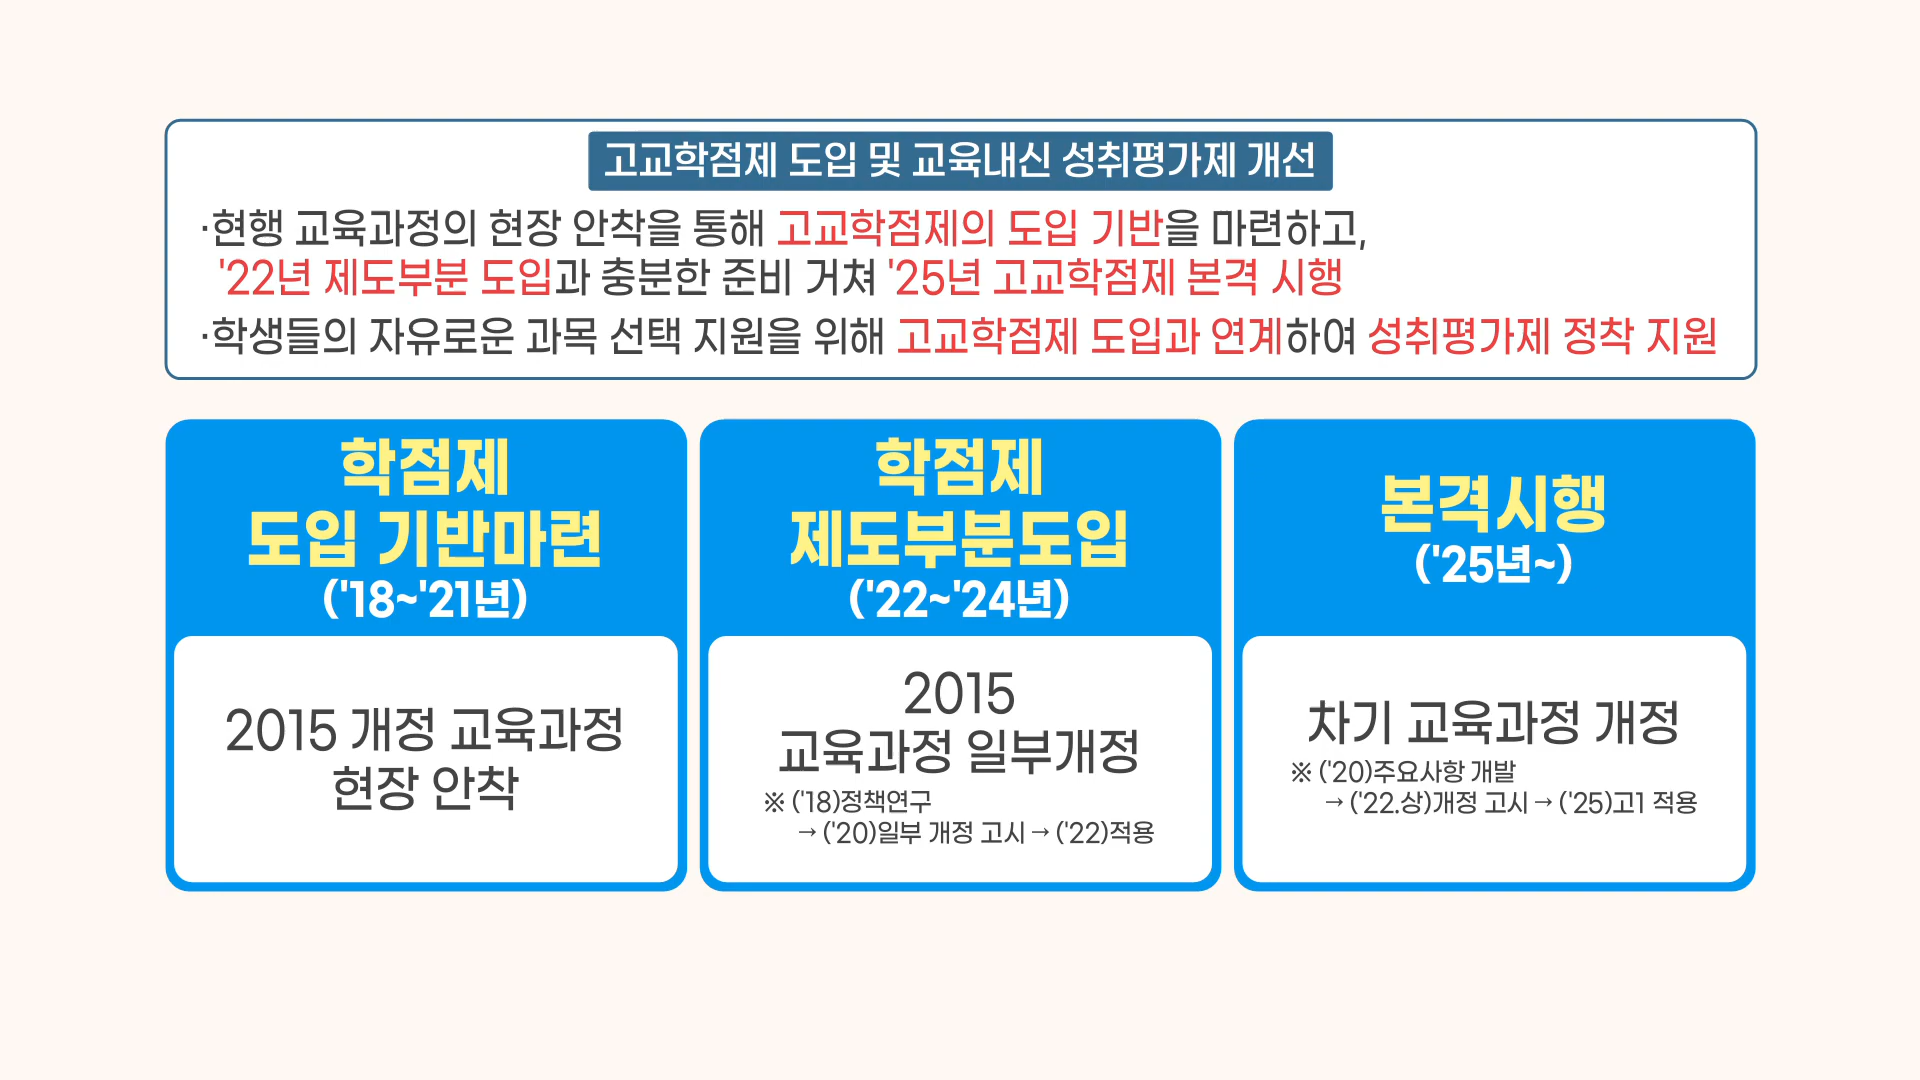 고교학점제 도입 및 교육내신 성취평가제 개선
·현행 교육과정의 현장 안착을 통해 고교학점제의 도입 기반을 마련하고,
'22년 제도부분 도입과 충분한 준비 거쳐 '25년 고교학점제 본격 시행
·학생들의 자유로운 과목 선택 지원을 위해 고교학점제 도입과 연계하여 성취평가제 정착 지원
학점제
도입 기반마련
('18~'21년)
2015 개정 교육과정
현장 안착
학점제
제도부분도입
('22~'24년)
2015
교육과정 일부개정
※ ('18)정책연구
→ ('20)일부 개정 고시 → ('22)적용
본격시행
('25년~)
차기 교육과정 개정
※ ('20)주요사항 개발
→ ('22.상)개정 고시 → ('25)고1 적용